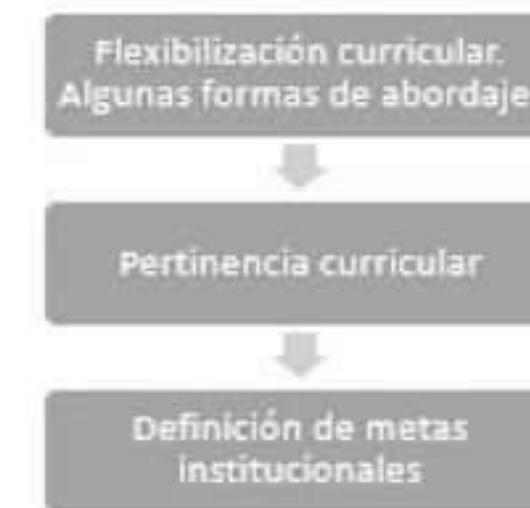 Flexibilización curricular.
Algunas formas de abordaje
Pertinencia curricular
Definición de metas
institucionales